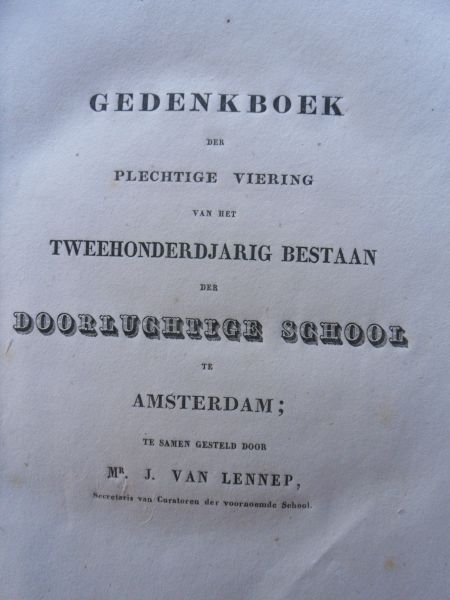 GEDENKBOEK
DER
PLECHTIGE VIERING
VAN HET
TWEEHONDERDJARIG BESTAAN
DER
DOORLUCHTIGE SCHOOL
TE
AMSTERDAM;
TE SAMEN GESTELD DOOR
MR. J. VAN LENNEP,
Secretaris van Curatoren der voornoemde School.